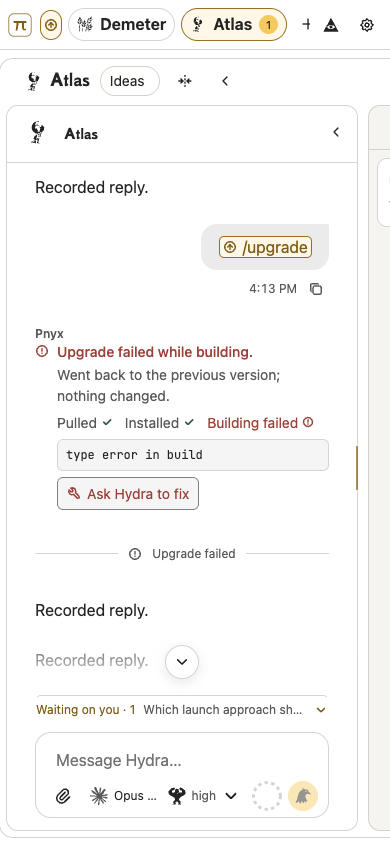 π
Demeter
Atlas 1
Atlas Ideas
Atlas
Recorded reply.
/upgrade
4:13 PM
Pnyx
Upgrade failed while building.
Went back to the previous version;
nothing changed.
Pulled Installed Building failed
type error in build
Ask Hydra to fix
Upgrade failed
Recorded reply.
Recorded reply.
Waiting on you · 1 Which launch approach sh...
Message Hydra...
Opus ... high